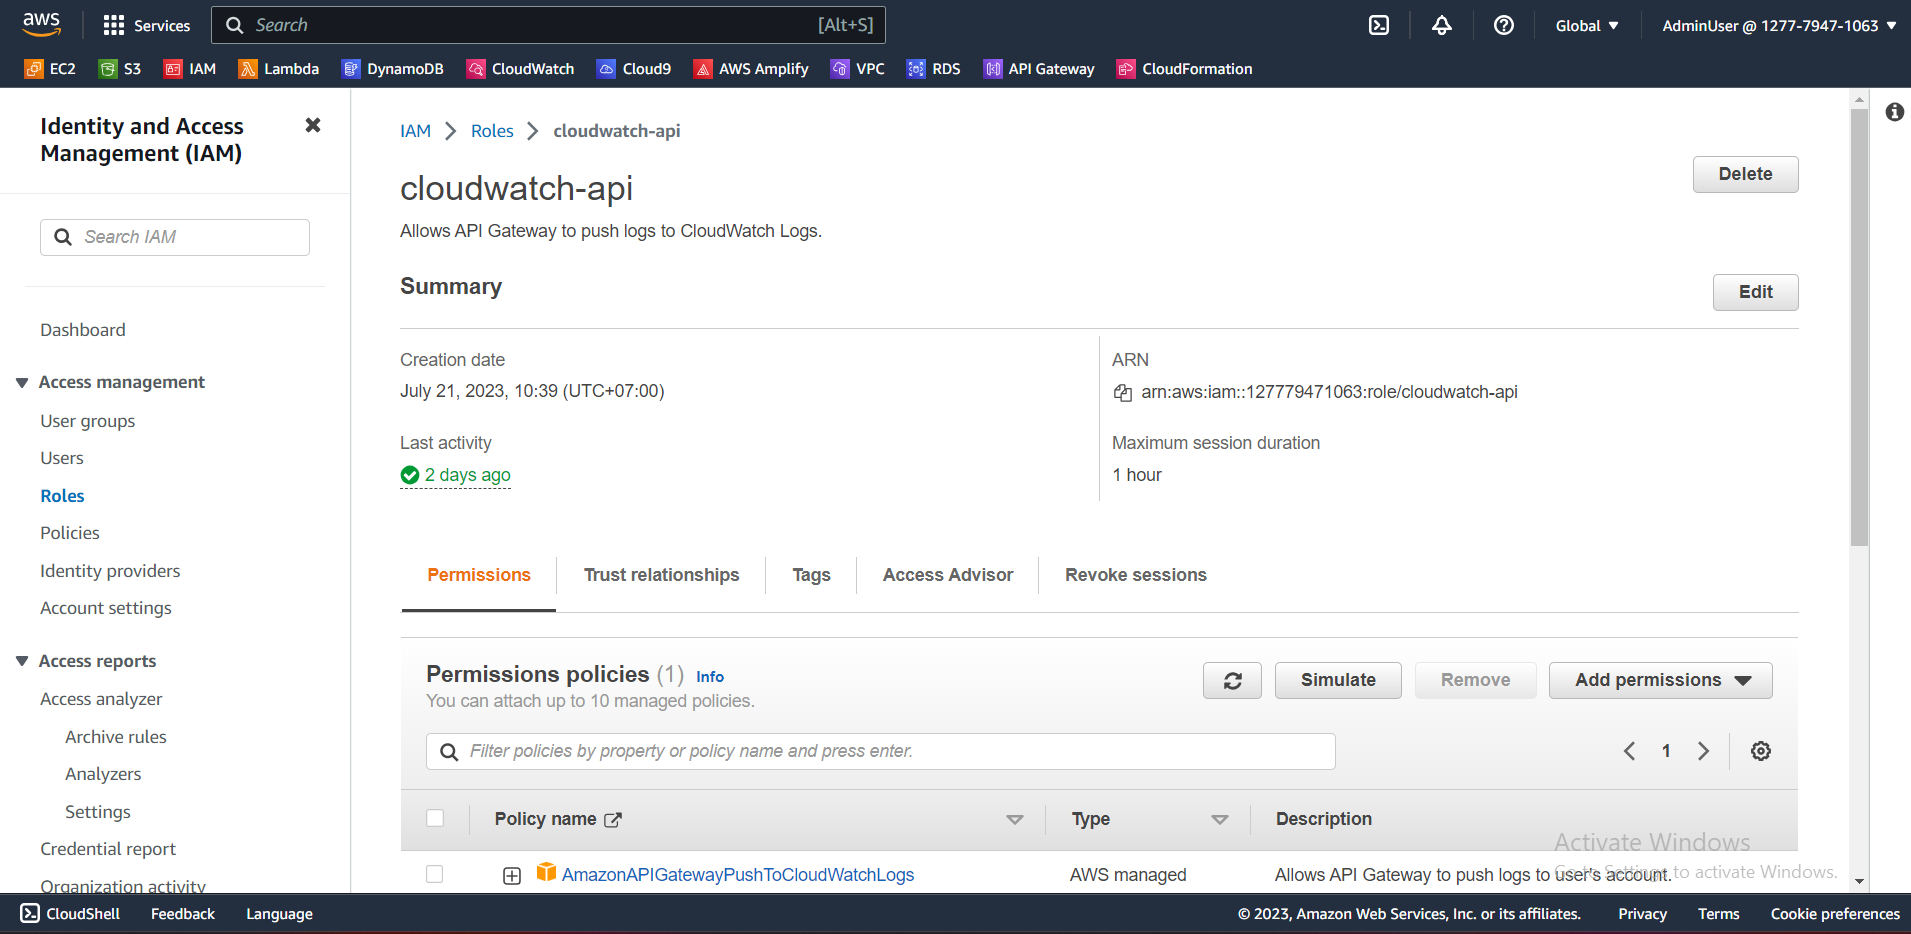 aws
Services
Search [Alt+S]
Global
AdminUser @ 1277-7947-1063
EC2 S3 IAM Lambda DynamoDB CloudWatch Cloud9 AWS Amplify VPC RDS API Gateway CloudFormation
Identity and Access
Management (IAM)
Search IAM
Dashboard
Access management
User groups
Users
Roles
Policies
Identity providers
Account settings
Access reports
Access analyzer
Archive rules
Analyzers
Settings
Credential report
Organization activity
IAM Roles cloudwatch-api
cloudwatch-api
Delete
Allows API Gateway to push logs to CloudWatch Logs.
Summary
Edit
Creation date
July 21, 2023, 10:39 (UTC+07:00)
ARN
arn:aws:iam::127779471063:role/cloudwatch-api
Last activity
2 days ago
Maximum session duration
1 hour
Permissions Trust relationships Tags Access Advisor Revoke sessions
Permissions policies (1) Info
You can attach up to 10 managed policies.
Simulate Remove Add permissions
Filter policies by property or policy name and press enter.
1
Policy name Type Description
AmazonAPIGatewayPushToCloudWatchLogs AWS managed Allows API Gateway to push logs to user's account.
Activate Windows
Go to Settings to activate Windows.
CloudShell Feedback Language
© 2023, Amazon Web Services, Inc. or its affiliates. Privacy Terms Cookie preferences